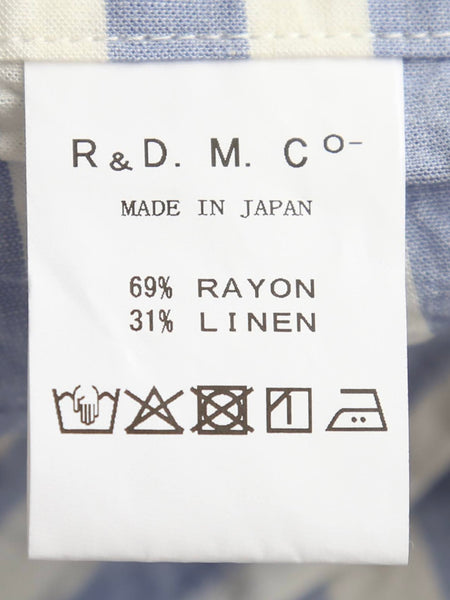 R&D. M. Co-
MADE IN JAPAN
69% RAYON
31% LINEN